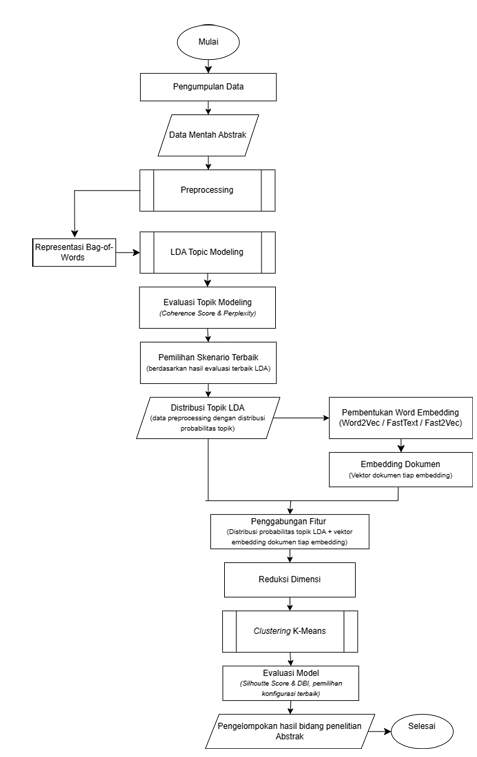 Mulai
Pengumpulan Data
Data Mentah Abstrak
Preprocessing
Representasi Bag-of-
Words
LDA Topic Modeling
Evaluasi Topik Modeling
(Coherence Score & Perplexity)
Pemilihan Skenario Terbaik
(berdasarkan hasil evaluasi terbaik LDA)
Distribusi Topik LDA
(data preprocessing dengan distribusi
probabilitas topik)
Pembentukan Word Embedding
(Word2Vec / FastText / Fast2Vec)
Embedding Dokumen
(Vektor dokumen tiap embedding)
Penggabungan Fitur
(Distribusi probabilitas topik LDA + vektor
embedding dokumen tiap embedding)
Reduksi Dimensi
Clustering K-Means
Evaluasi Model
(Silhoutte Score & DBI, pemilihan
konfigurasi terbaik)
Pengelompokan hasil bidang penelitian
Abstrak
Selesai